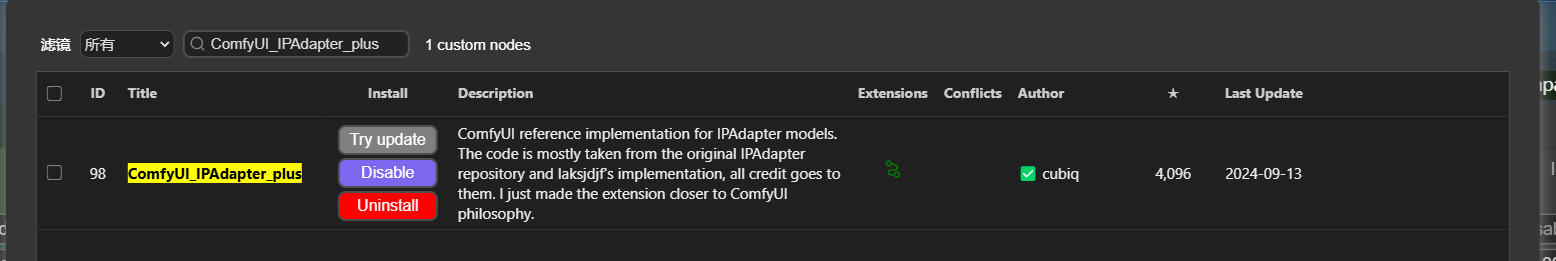 滤镜 所有 ComfyUI_IPAdapter_plus 1 custom nodes
ID Title Install Description Extensions Conflicts Author ★ Last Update
98 ComfyUI_IPAdapter_plus
Try update
Disable
Uninstall
ComfyUI reference implementation for IPAdapter models.
The code is mostly taken from the original IPAdapter
repository and laksjdjf's implementation, all credit goes to
them. I just made the extension closer to ComfyUI
philosophy.
cubiq 4,096 2024-09-13